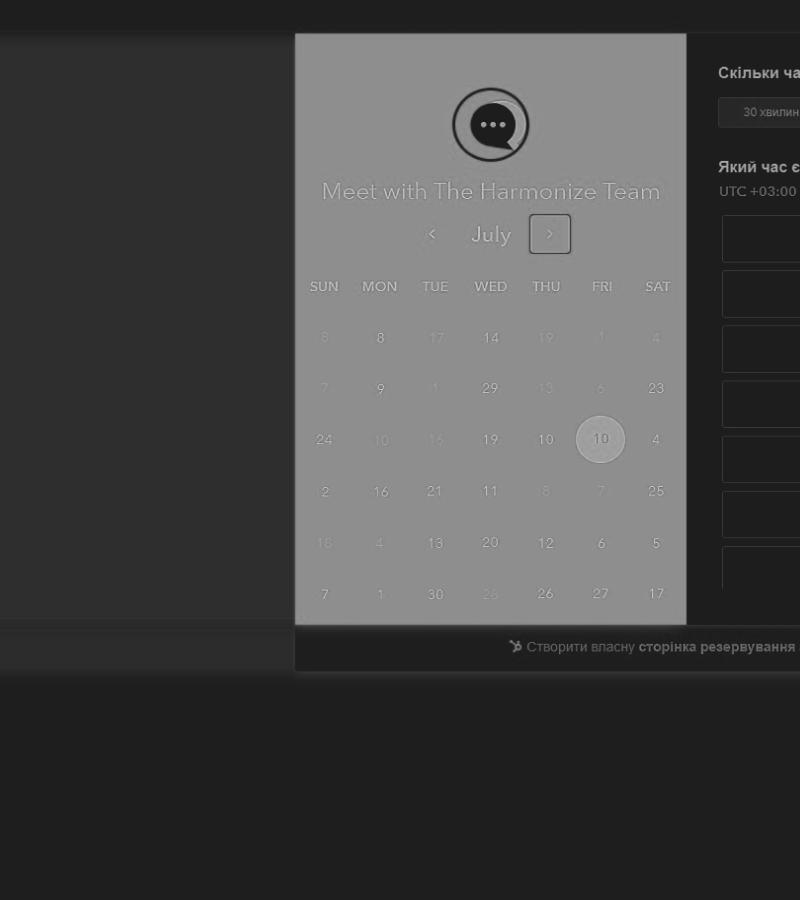 Meet with The Harmonize Team
July
SUN MON TUE WED THU FRI SAT
8 8 17 14 19 1 4
7 9 1 29 13 6 23
24 10 16 19 10 10 4
2 16 21 11 8 7 25
18 4 13 20 12 6 5
7 1 30 26 27 17
Скільки ча
30 хвилин
Який час є
UTC +03:00
Створити власну сторінка резервування